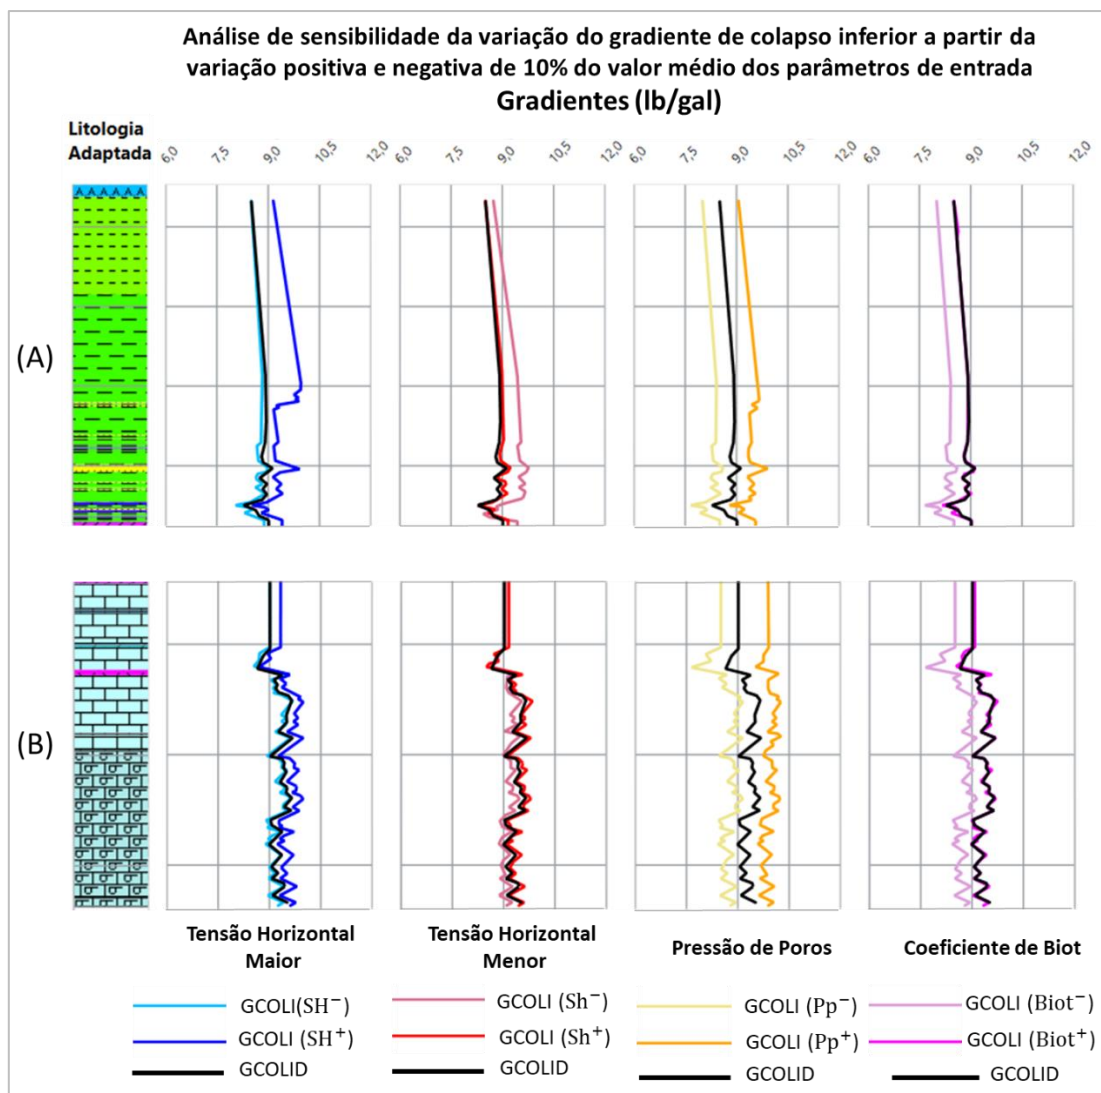 Análise de sensibilidade da variação do gradiente de colapso inferior a partir da
variação positiva e negativa de 10% do valor médio dos parâmetros de entrada
Gradientes (lb/gal)
Litologia
Adaptada
6,0 7,5 9,0 10,5 12,0
6,0 7,5 9,0 10,5 12,0
6,0 7,5 9,0 10,5 12,0
6,0 7,5 9,0 10,5 12,0
(A)
(B)
Tensão Horizontal
Maior
Tensão Horizontal
Menor
Pressão de Poros
Coeficiente de Biot
GCOLI(SH⁻)
GCOLI (SH⁺)
GCOLID
GCOLI (Sh⁻)
GCOLI (Sh⁺)
GCOLID
GCOLI (Pp⁻)
GCOLI (Pp⁺)
GCOLID
GCOLI (Biot⁻)
GCOLI (Biot⁺)
GCOLID